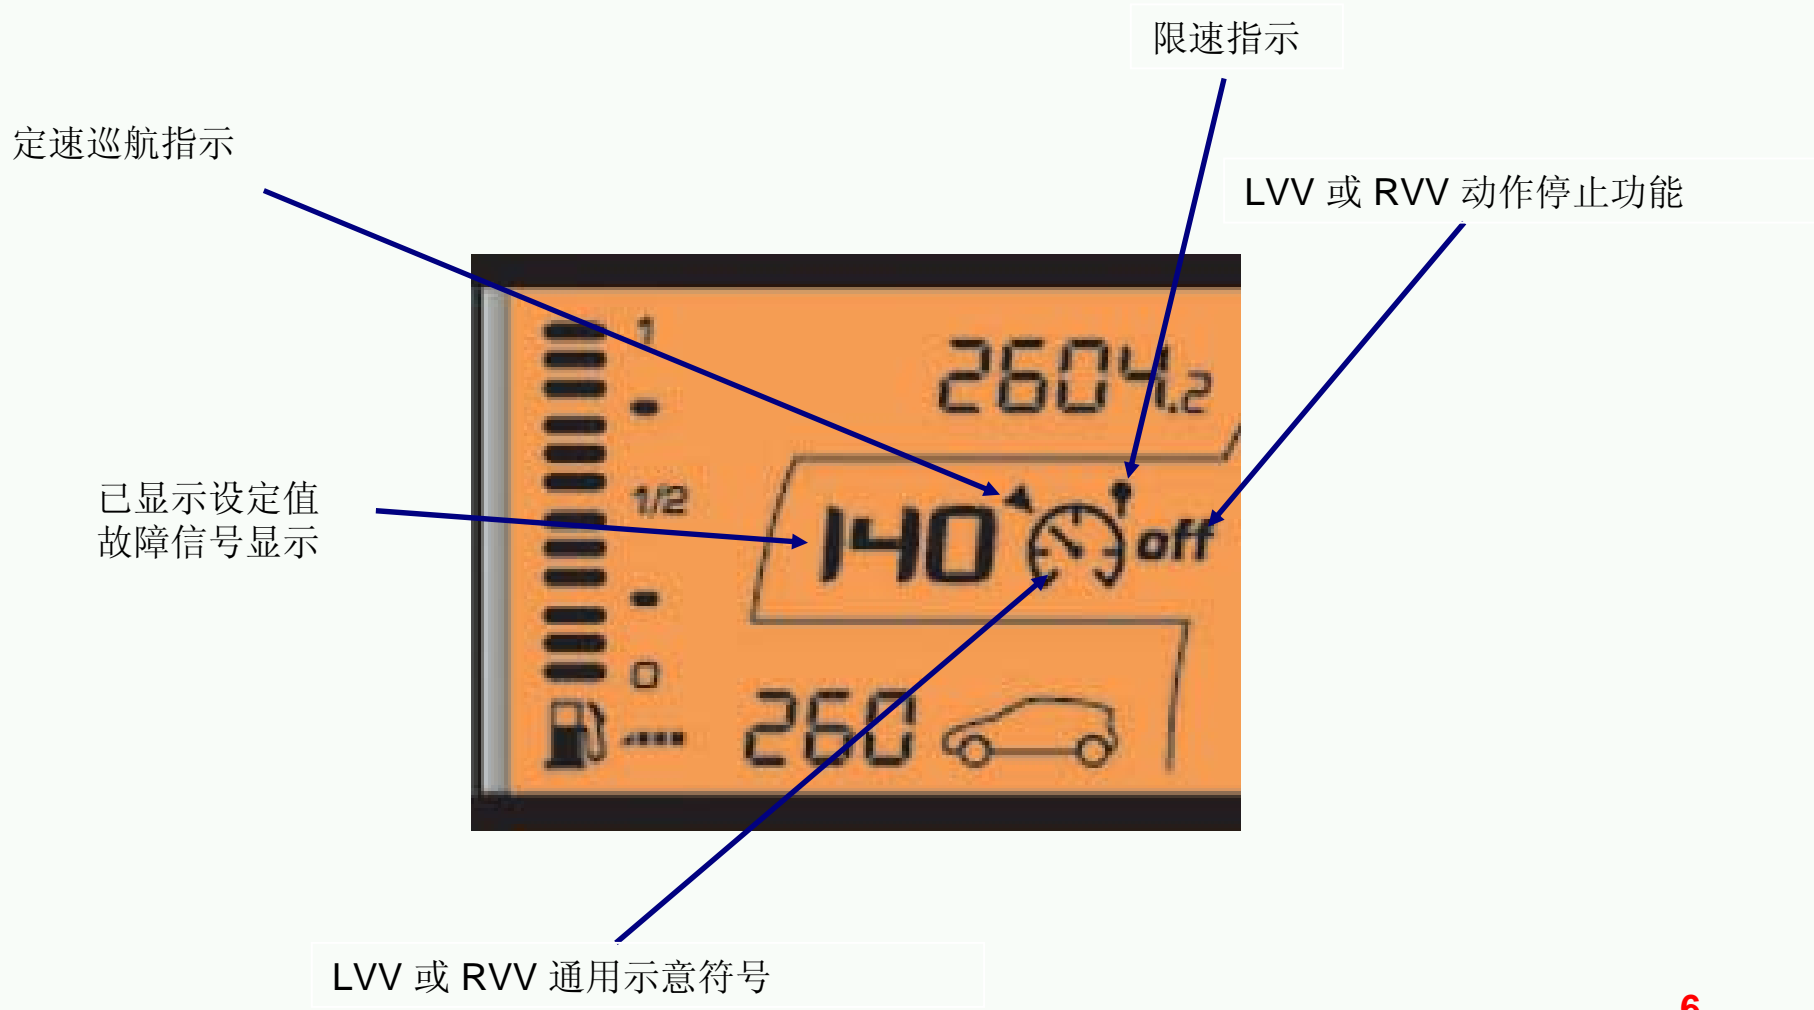 限速指示
定速巡航指示
LVV 或 RVV 动作停止功能
1
2604.2
已显示设定值
故障信号显示
1/2
140
off
0
260
LVV 或 RVV 通用示意符号
6